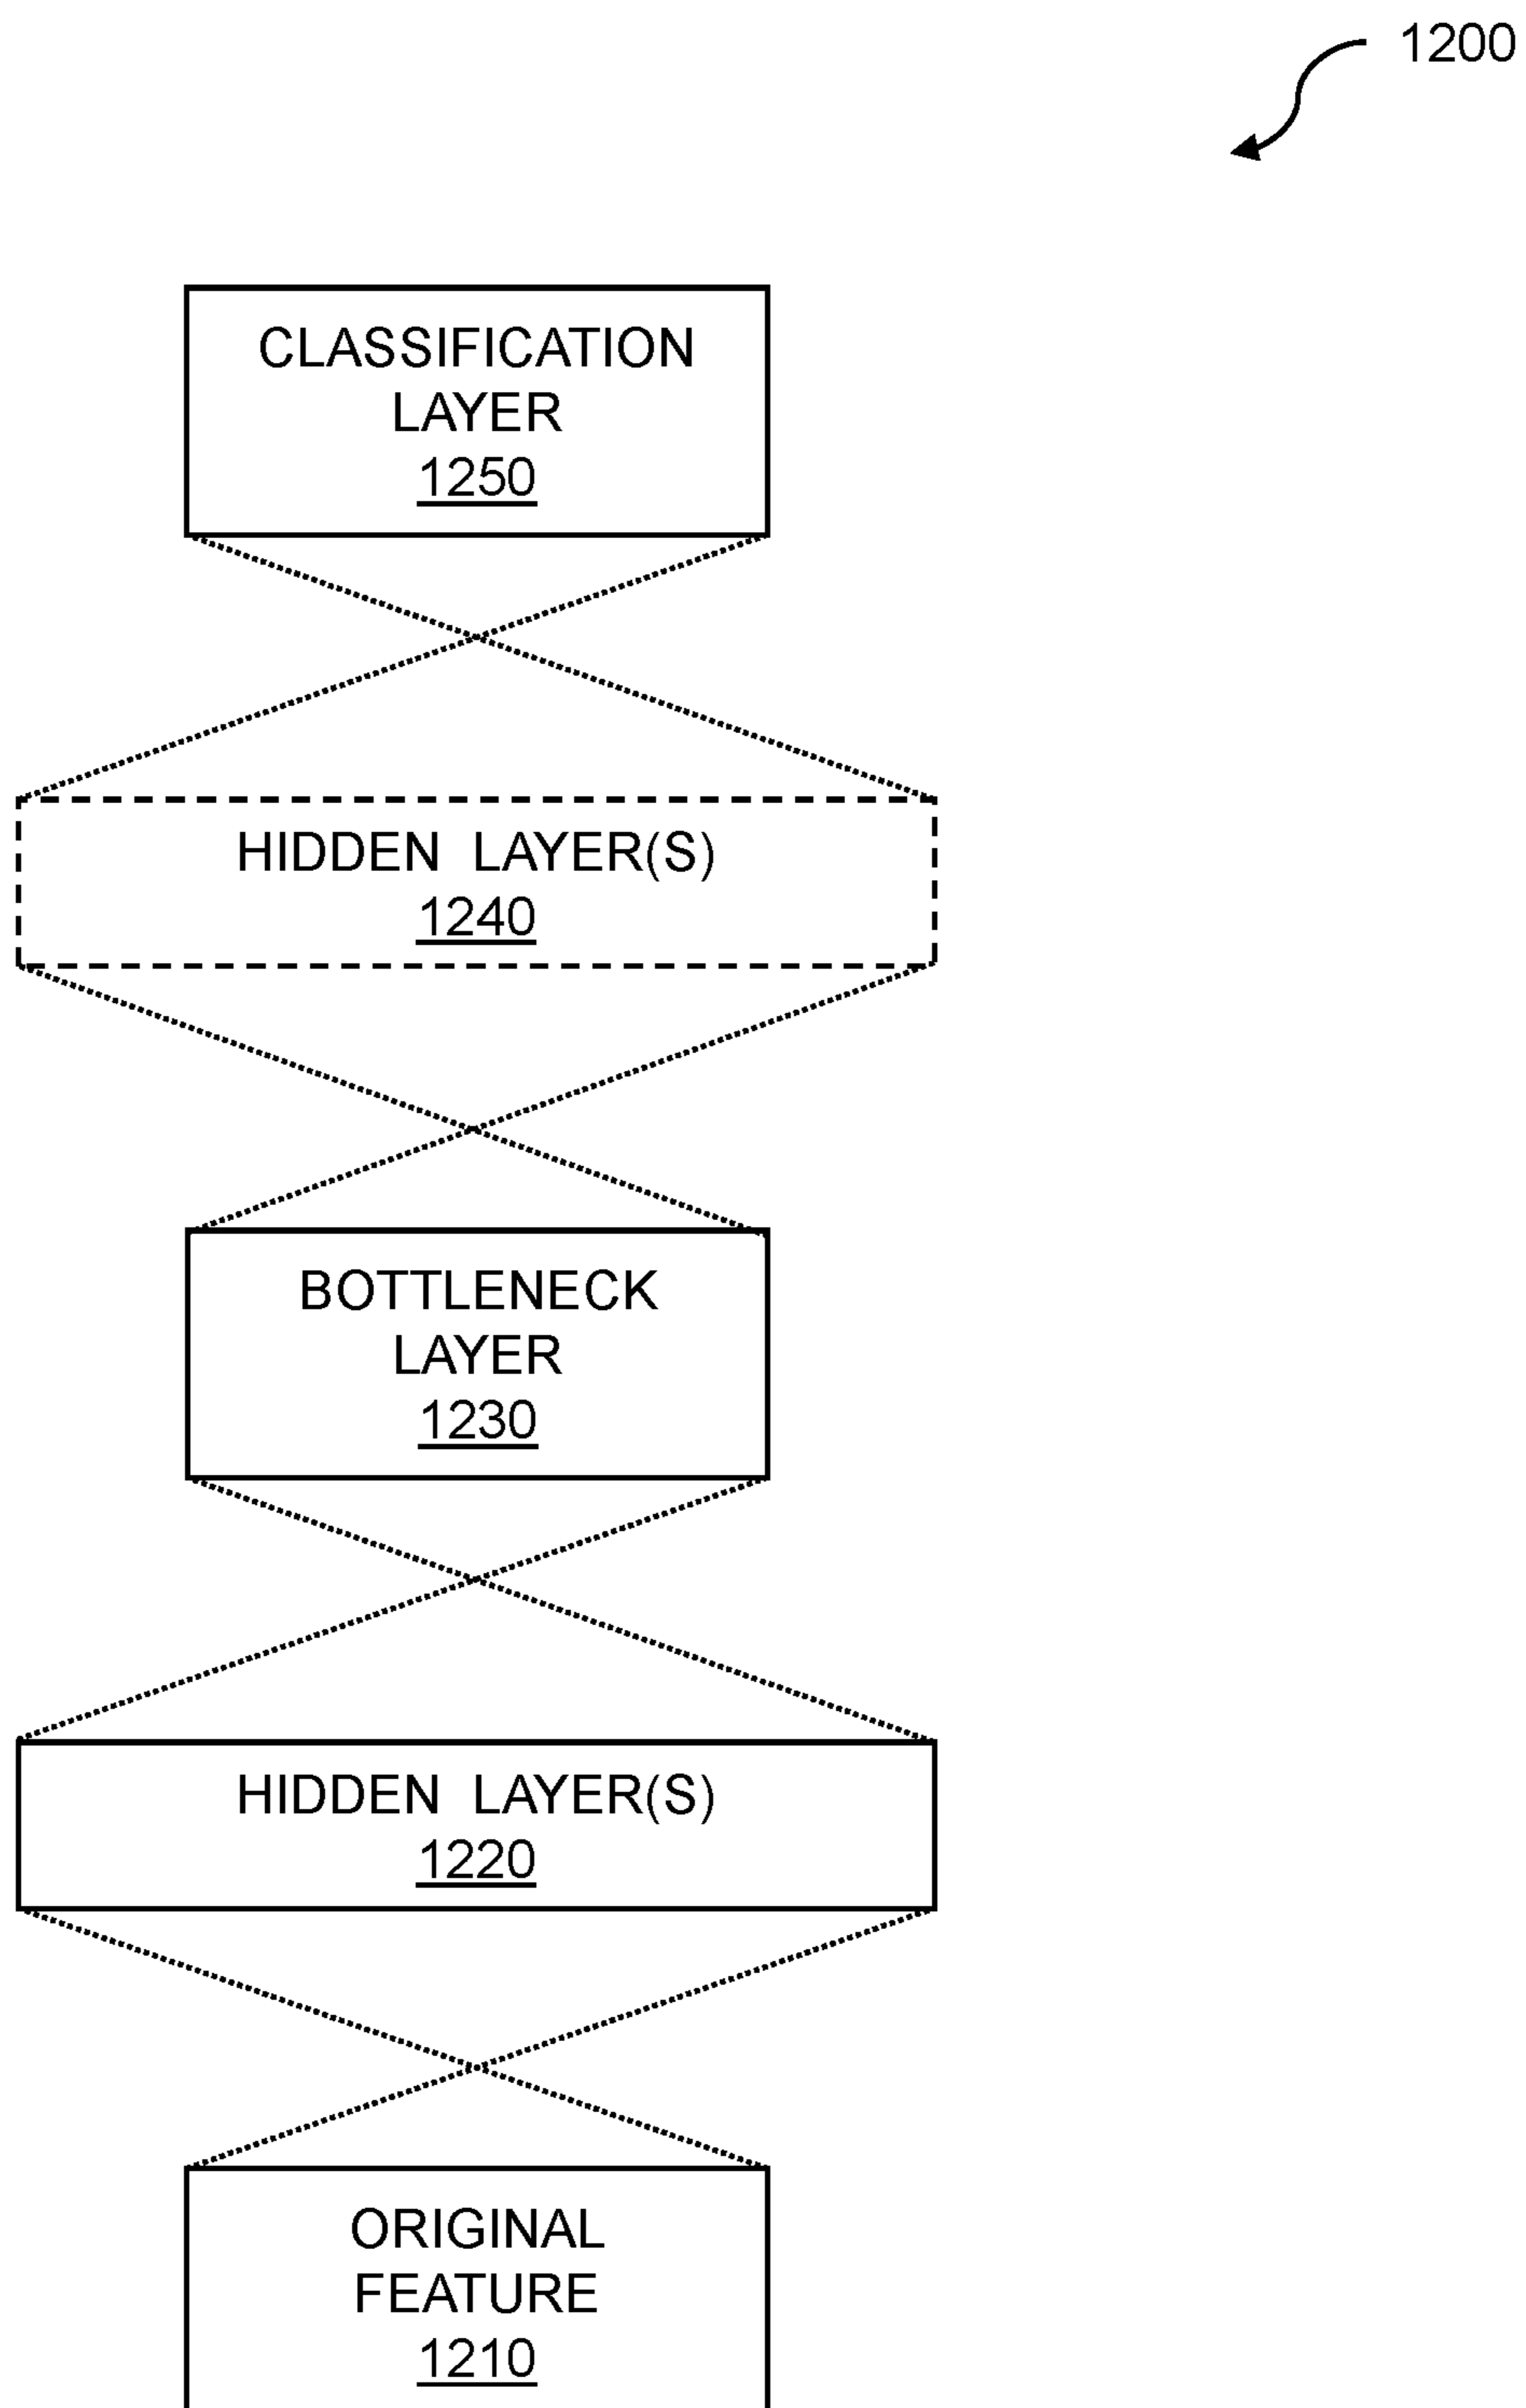 1200
CLASSIFICATION
LAYER
1250
HIDDEN LAYER(S)
1240
BOTTLENECK
LAYER
1230
HIDDEN LAYER(S)
1220
ORIGINAL
FEATURE
1210